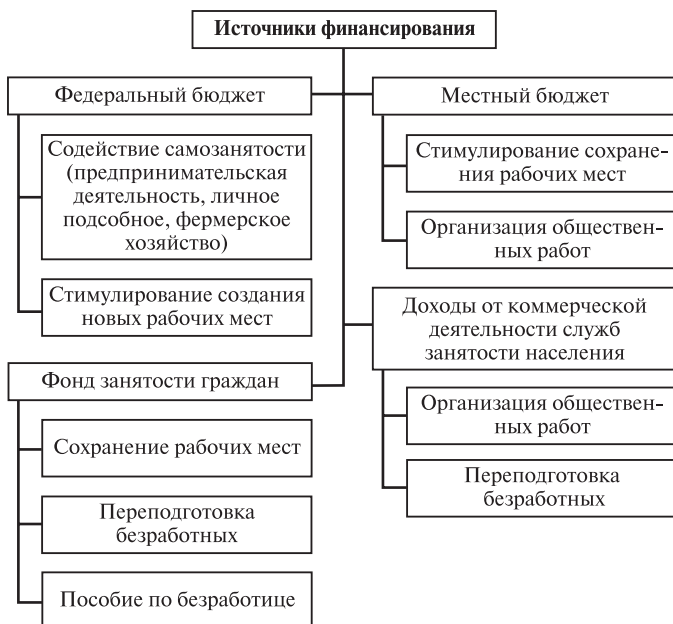 Источники финансирования
Федеральный бюджет
Содействие самозанятости
(предпринимательская
деятельность, личное
подсобное, фермерское
хозяйство)
Стимулирование создания
новых рабочих мест
Фонд занятости граждан
Сохранение рабочих мест
Переподготовка
безработных
Пособие по безработице
Местный бюджет
Стимулирование сохране-
ния рабочих мест
Организация обществен-
ных работ
Доходы от коммерческой
деятельности служб
занятости населения
Организация обществен-
ных работ
Переподготовка
безработных